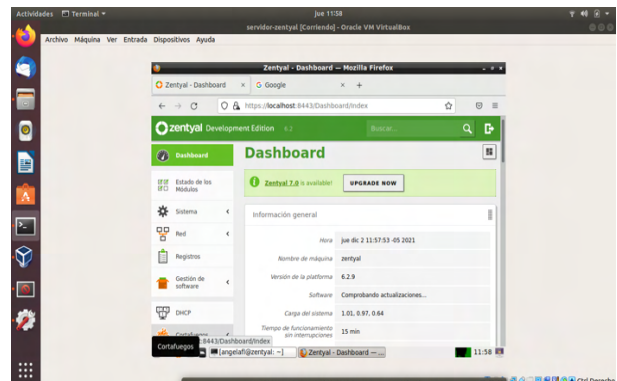 Actividades Terminal jue 11:58
servidor-zentyal [Corriendo] - Oracle VM VirtualBox
Archivo Máquina Ver Entrada Dispositivos Ayuda
Zentyal - Dashboard — Mozilla Firefox
Zentyal - Dashboard × G Google × +
https://localhost:8443/Dashboard/Index
zentyal Development Edition 6.2 Buscar...
Dashboard
Dashboard
Estado de los Módulos
Zentyal 7.0 is available! UPGRADE NOW
Sistema
Información general
Red
Hora jue dic 2 11:57:53 -05 2021
Registros
Nombre de máquina zentyal
Gestión de software
Versión de la plataforma 6.2.9
Software Comprobando actualizaciones...
DHCP
Carga del sistema 1.01, 0.97, 0.64
Cortafuegos
Tiempo de funcionamiento sin interrupciones 15 min
:8443/Dashboard/Index
Cortafuegos
[angelafl@zentyal: ~] Zentyal - Dashboard — ... 11:58
Ctrl Derecho